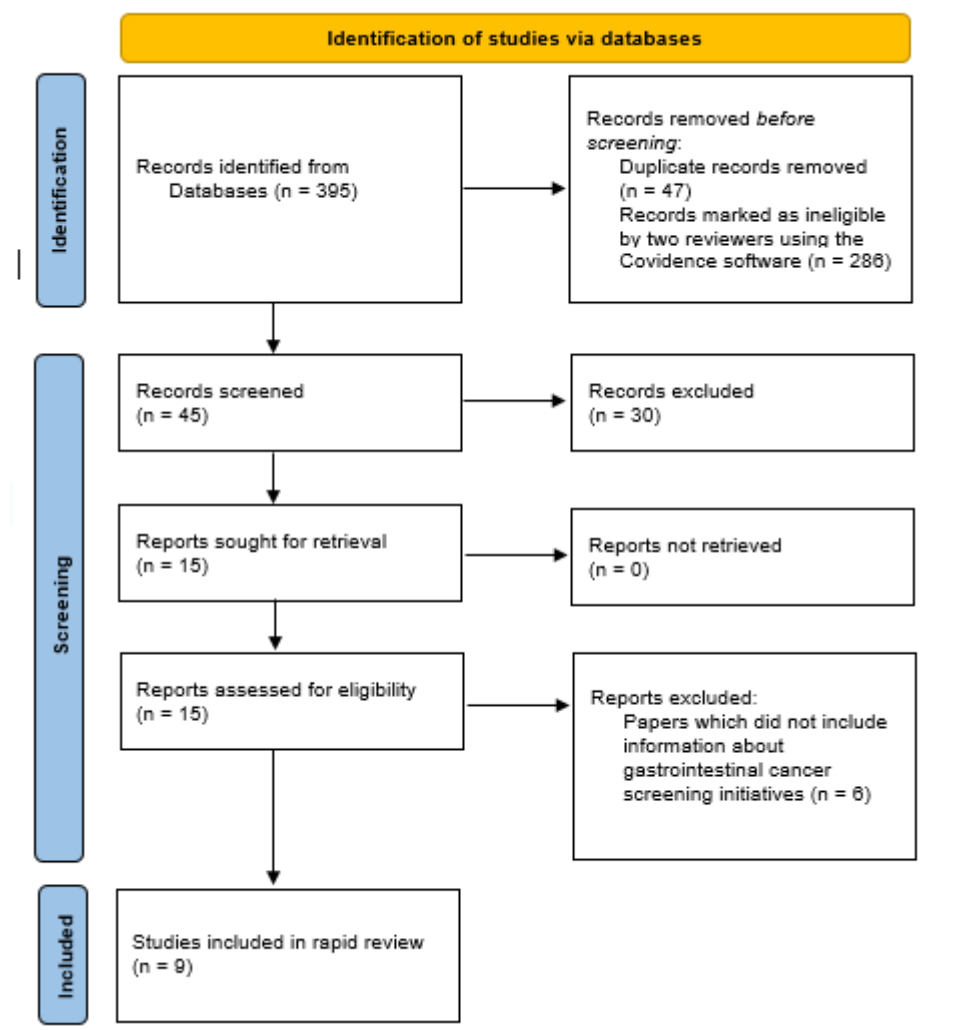 Identification of studies via databases
Identification
Records identified from
Databases (n = 395)
Records removed before
screening:
Duplicate records removed
(n = 47)
Records marked as ineligible
by two reviewers using the
Covidence software (n = 286)
Screening
Records screened
(n = 45)
Records excluded
(n = 30)
Reports sought for retrieval
(n = 15)
Reports not retrieved
(n = 0)
Reports assessed for eligibility
(n = 15)
Reports excluded:
Papers which did not include
information about
gastrointestinal cancer
screening initiatives (n = 6)
Included
Studies included in rapid review
(n = 9)